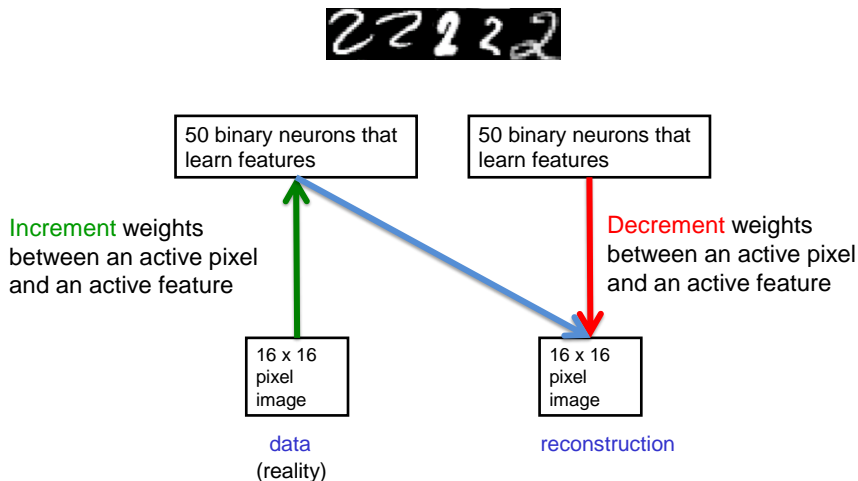 22222
50 binary neurons that
learn features
50 binary neurons that
learn features
Increment weights
between an active pixel
and an active feature
Decrement weights
between an active pixel
and an active feature
16 x 16
pixel
image
16 x 16
pixel
image
data
(reality)
reconstruction